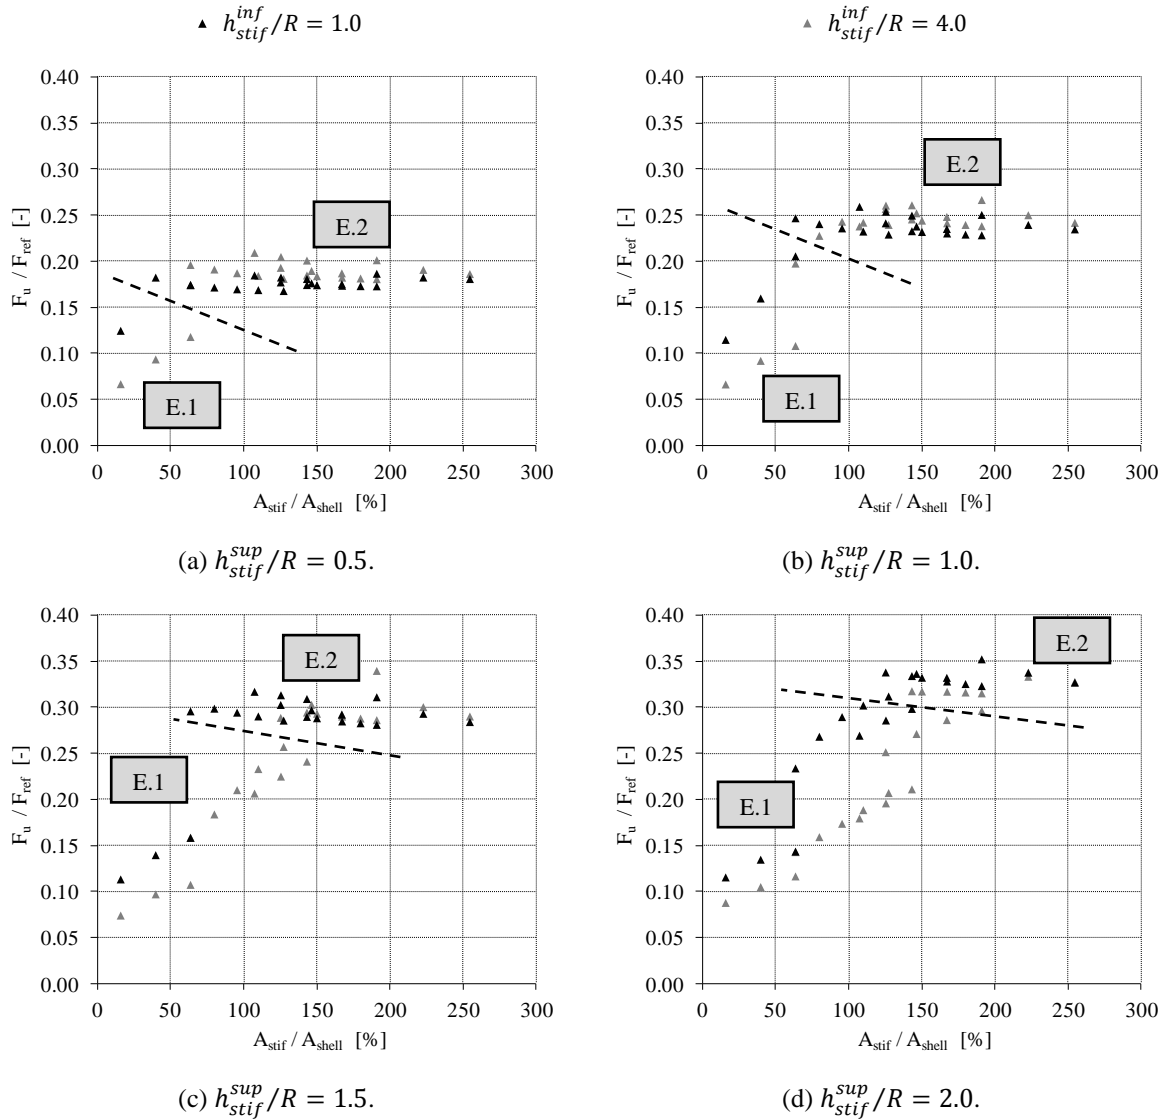 ▲ h_stif^inf/R = 1.0
▲ h_stif^inf/R = 4.0
0.40
0.35
0.30
0.25
0.20
0.15
0.10
0.05
0.00
F_u / F_ref [-]
E.2
E.1
0 50 100 150 200 250 300
A_stif / A_shell [%]
(a) h_stif^sup/R = 0.5.
0.40
0.35
0.30
0.25
0.20
0.15
0.10
0.05
0.00
F_u / F_ref [-]
E.2
E.1
0 50 100 150 200 250 300
A_stif / A_shell [%]
(b) h_stif^sup/R = 1.0.
0.40
0.35
0.30
0.25
0.20
0.15
0.10
0.05
0.00
F_u / F_ref [-]
E.2
E.1
0 50 100 150 200 250 300
A_stif / A_shell [%]
(c) h_stif^sup/R = 1.5.
0.40
0.35
0.30
0.25
0.20
0.15
0.10
0.05
0.00
F_u / F_ref [-]
E.2
E.1
0 50 100 150 200 250 300
A_stif / A_shell [%]
(d) h_stif^sup/R = 2.0.